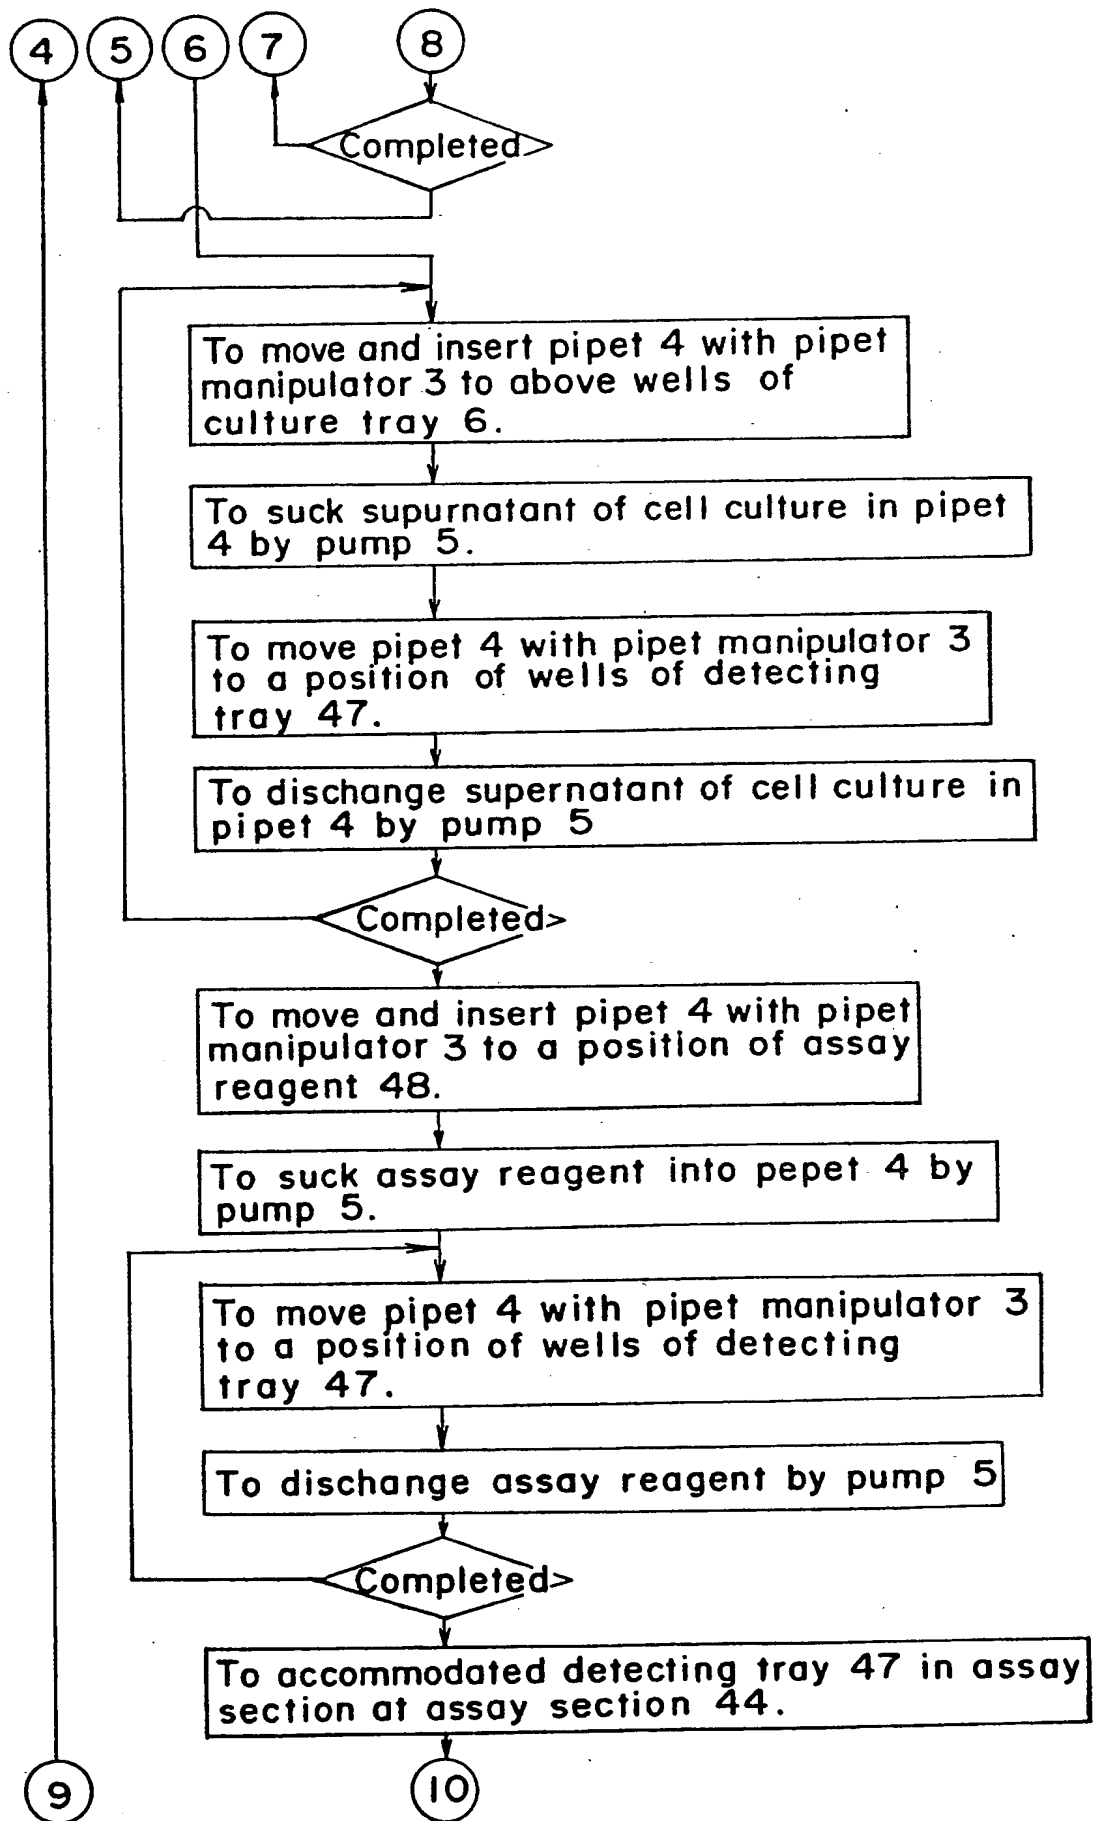 4 5 6 7 8
Completed
To move and insert pipet 4 with pipet
manipulator 3 to above wells of
culture tray 6.
To suck supurnatant of cell culture in pipet
4 by pump 5.
To move pipet 4 with pipet manipulator 3
to a position of wells of detecting
tray 47.
To dischange supernatant of cell culture in
pipet 4 by pump 5
Completed
To move and insert pipet 4 with pipet
manipulator 3 to a position of assay
reagent 48.
To suck assay reagent into pepet 4 by
pump 5.
To move pipet 4 with pipet manipulator 3
to a position of wells of detecting
tray 47.
To dischange assay reagent by pump 5
Completed
To accommodated detecting tray 47 in assay
section at assay section 44.
9 10